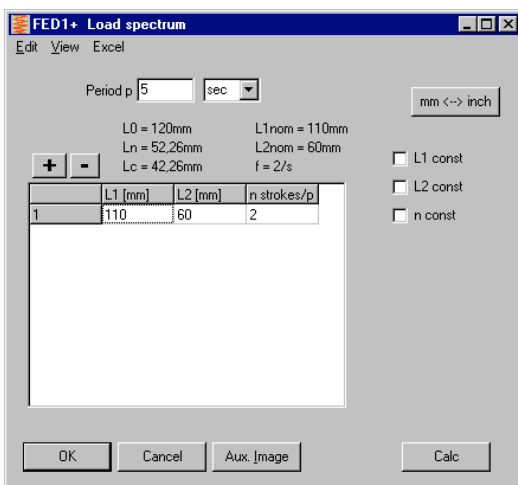 FED1+ Load spectrum
Edit View Excel
Period p 5 sec
mm <--> inch
L0 = 120mm L1nom = 110mm
Ln = 52,26mm L2nom = 60mm
Lc = 42,26mm f = 2/s
+ -
L1 const
L2 const
n const
L1 [mm] L2 [mm] n strokes/p
1 110 60 2
OK Cancel Aux. Image Calc